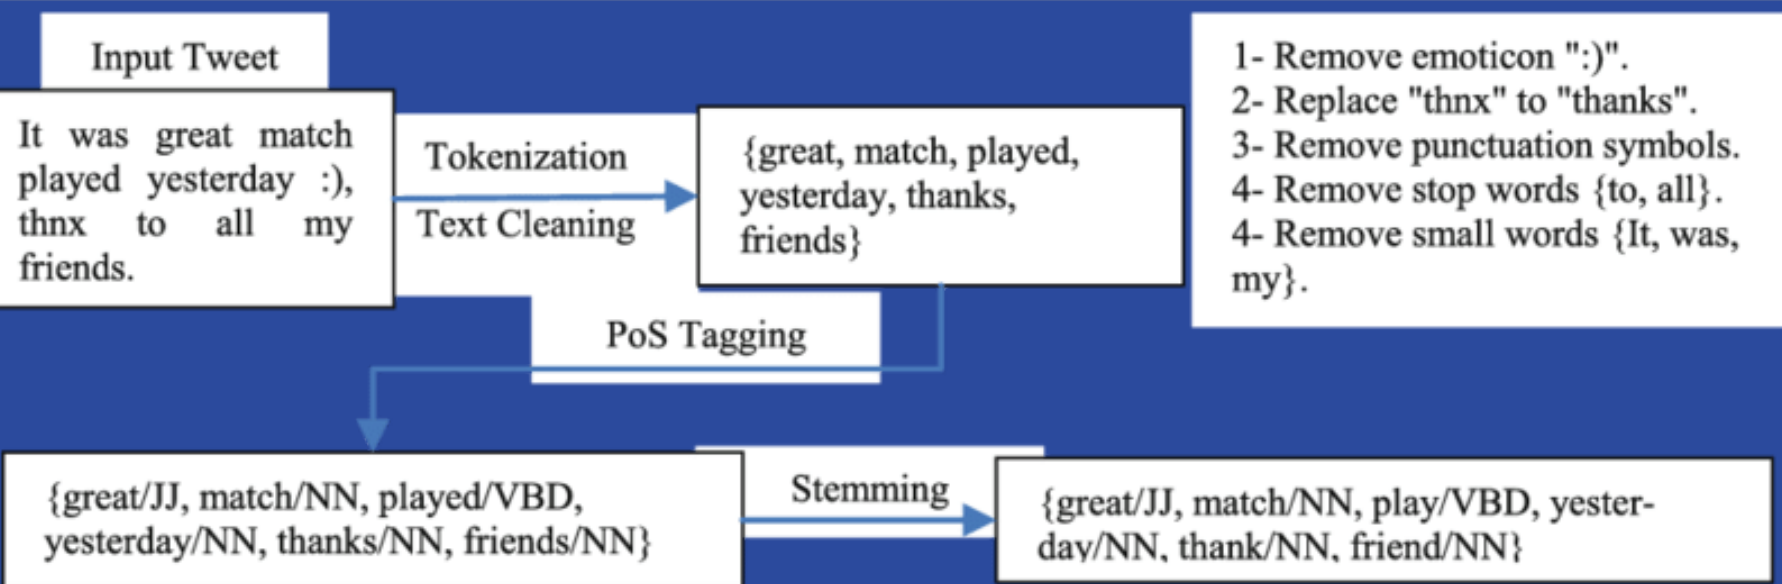 Input Tweet
It was great match
played yesterday :),
thnx to all my
friends.
Tokenization
Text Cleaning
{great, match, played,
yesterday, thanks,
friends}
1- Remove emoticon ":)".
2- Replace "thnx" to "thanks".
3- Remove punctuation symbols.
4- Remove stop words {to, all}.
4- Remove small words {It, was,
my}.
PoS Tagging
{great/JJ, match/NN, played/VBD,
yesterday/NN, thanks/NN, friends/NN}
Stemming
{great/JJ, match/NN, play/VBD, yester-
day/NN, thank/NN, friend/NN}